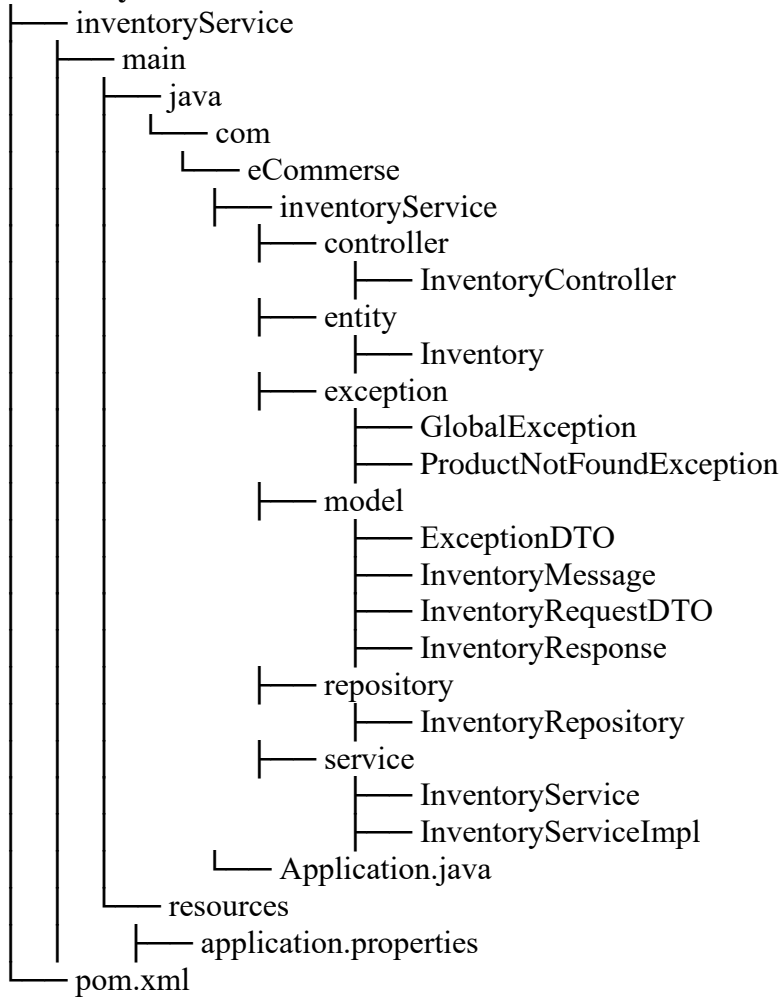 inventoryService
main
java
com
eCommerse
inventoryService
controller
InventoryController
entity
Inventory
exception
GlobalException
ProductNotFoundException
model
ExceptionDTO
InventoryMessage
InventoryRequestDTO
InventoryResponse
repository
InventoryRepository
service
InventoryService
InventoryServiceImpl
Application.java
resources
application.properties
pom.xml